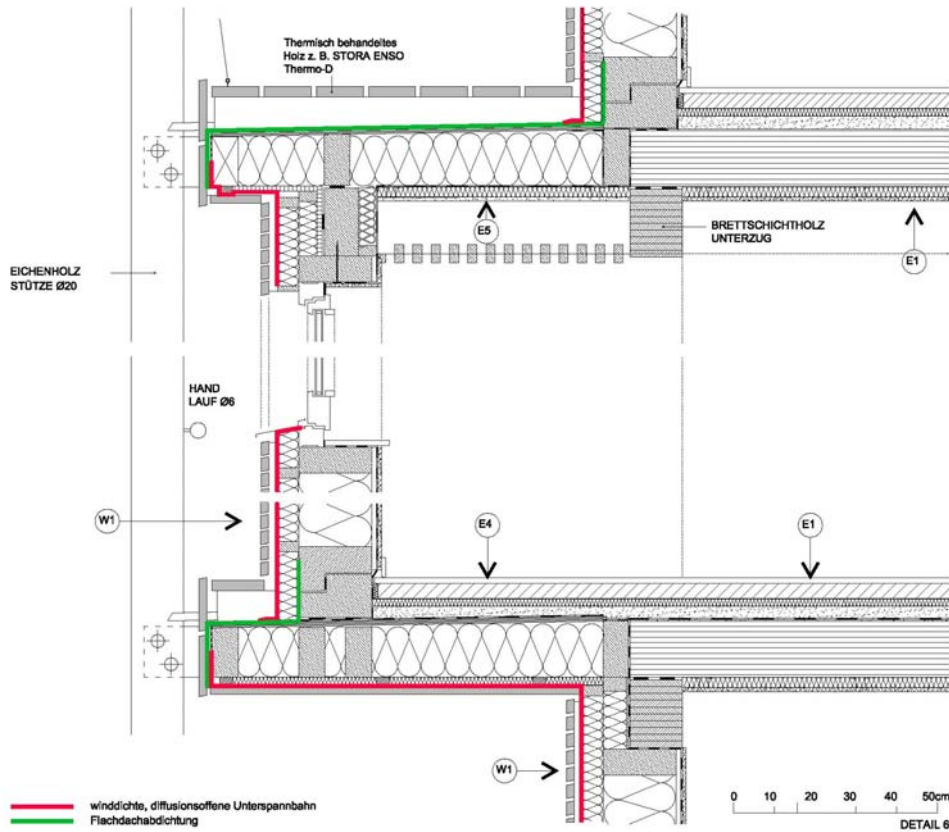 Thermisch behandeltes
Holz z. B. STORA ENSO
Thermo-D
E5
BRETTSCHICHTHOLZ
UNTERZUG
E1
EICHENHOLZ
STÜTZE Ø20
HAND
LAUF Ø6
W1
E4
E1
W1
winddichte, diffusionsoffene Unterspannbahn
Flachdachabdichtung
0 10 20 30 40 50cm
DETAIL 6